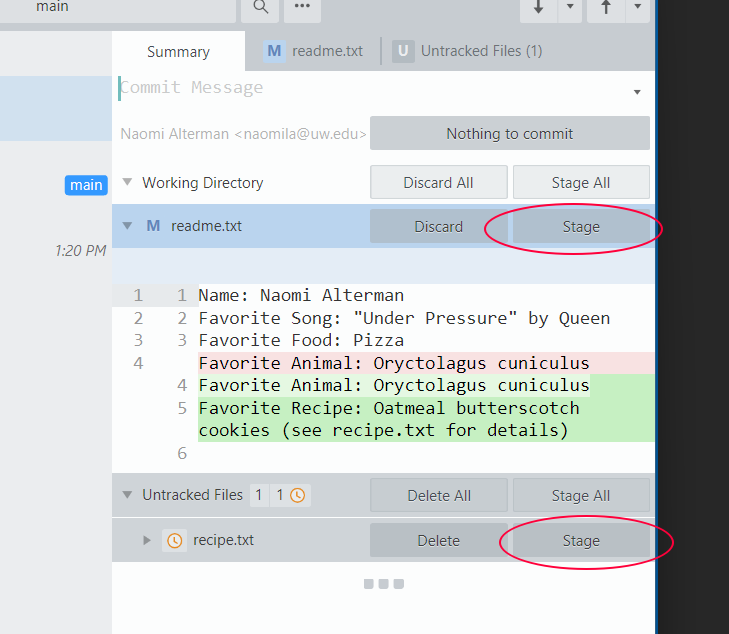 main
Summary
M readme.txt
U Untracked Files (1)
Commit Message
Naomi Alterman <naomila@uw.edu>
Nothing to commit
main
Working Directory
Discard All
Stage All
M readme.txt
Discard
Stage
1:20 PM
1 1 Name: Naomi Alterman
2 2 Favorite Song: "Under Pressure" by Queen
3 3 Favorite Food: Pizza
4 Favorite Animal: Oryctolagus cuniculus
4 Favorite Animal: Oryctolagus cuniculus
5 Favorite Recipe: Oatmeal butterscotch
cookies (see recipe.txt for details)
6
Untracked Files 1 1
Delete All
Stage All
recipe.txt
Delete
Stage